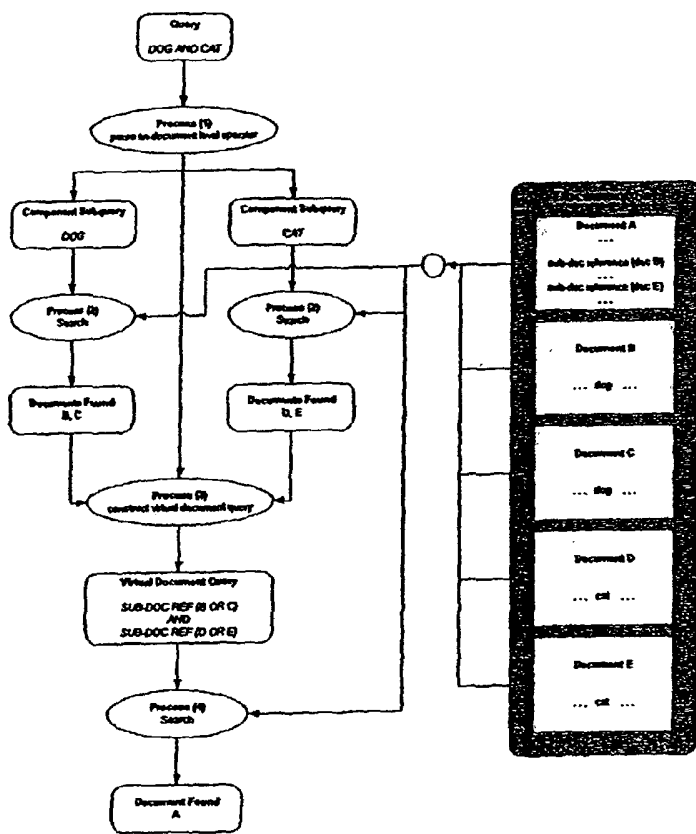 Query
DOG AND CAT
Process (1)
parse on document level operator
Component Subquery
DOG
Component Subquery
CAT
Process (2)
Search
Process (2)
Search
Documents Found
B, C
Documents Found
D, E
Process (3)
construct virtual document query
Virtual Document Query
SUB-DOC REF (B OR C)
AND
SUB-DOC REF (D OR E)
Process (4)
Search
Document Found
A
Document A
...
sub-doc reference (doc B)
...
sub-doc reference (doc E)
...
Document B
... dog ...
Document C
... dog ...
Document D
... cat ...
Document E
... cat ...